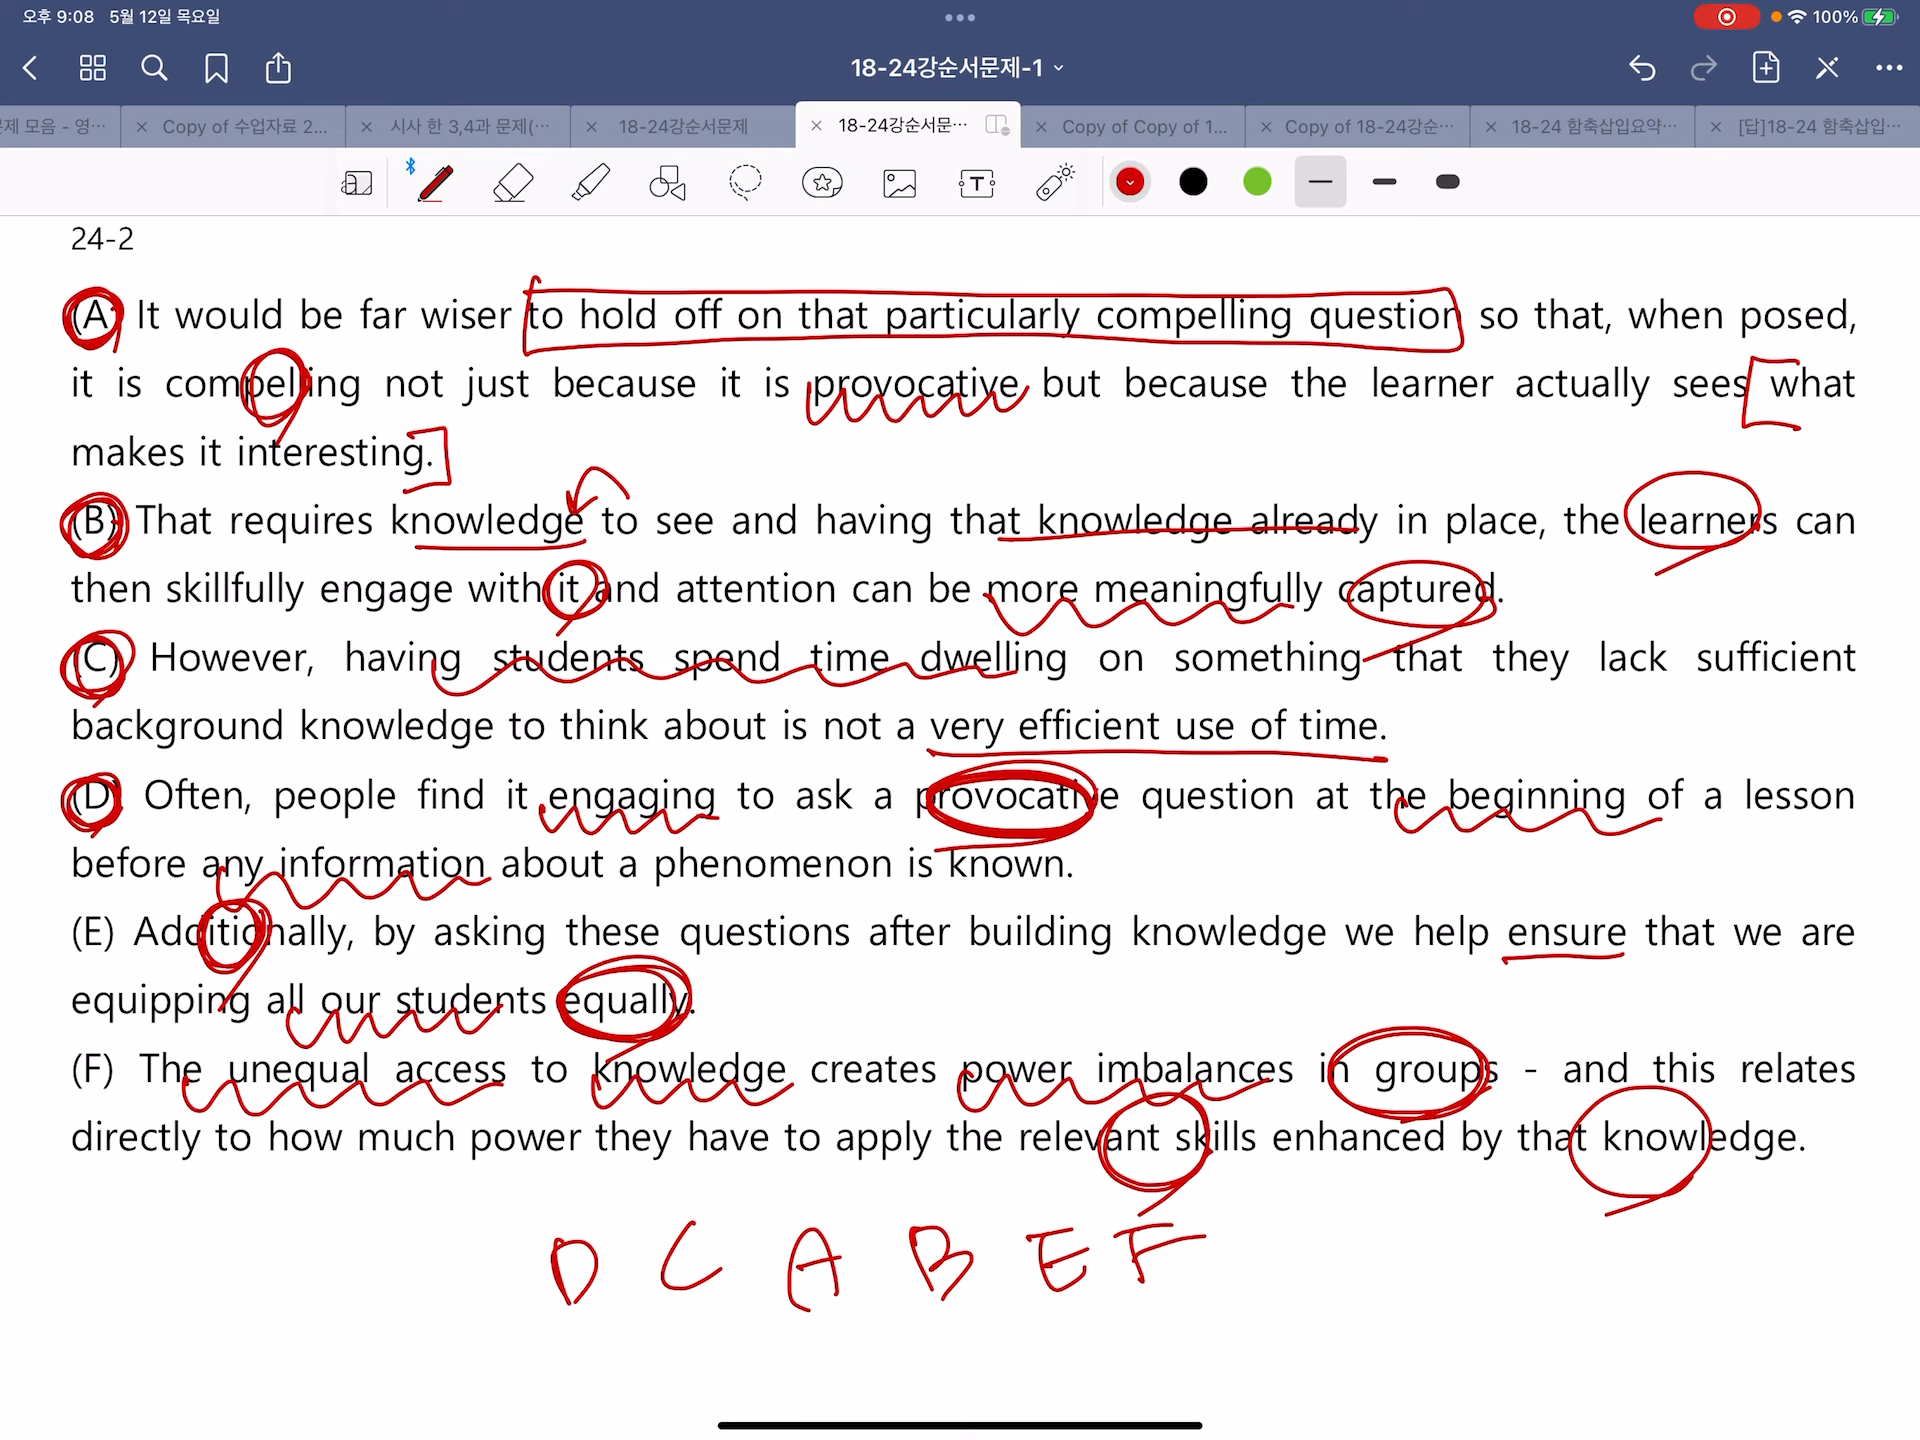 오후 9:08 5월 12일 목요일
100%
18-24강순서문제-1
제 모음 - 영…
Copy of 수업자료 2…
시사 한 3,4과 문제(…
18-24강순서문제
18-24강순서문…
Copy of Copy of 1…
Copy of 18-24강순…
18-24 함축삽입요약…
[답]18-24 함축삽입…
24-2
(A) It would be far wiser to hold off on that particularly compelling question so that, when posed,
it is compelling not just because it is provocative but because the learner actually sees what
makes it interesting.
(B) That requires knowledge to see and having that knowledge already in place, the learners can
then skillfully engage with it and attention can be more meaningfully captured.
(C) However, having students spend time dwelling on something that they lack sufficient
background knowledge to think about is not a very efficient use of time.
(D) Often, people find it engaging to ask a provocative question at the beginning of a lesson
before any information about a phenomenon is known.
(E) Additionally, by asking these questions after building knowledge we help ensure that we are
equipping all our students equally.
(F) The unequal access to knowledge creates power imbalances in groups - and this relates
directly to how much power they have to apply the relevant skills enhanced by that knowledge.
D C A B E F